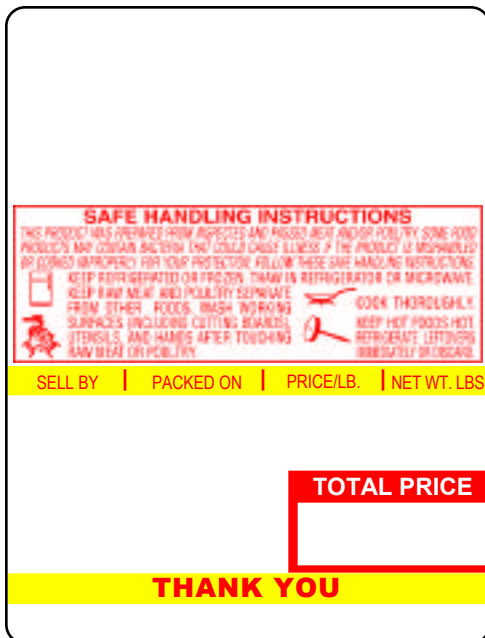 SAFE HANDLING INSTRUCTIONS
THIS PRODUCT WAS PREPARED FROM INSPECTED AND PASSED MEAT AND/OR POULTRY. SOME FOOD
PRODUCTS MAY CONTAIN BACTERIA THAT COULD CAUSE ILLNESS IF THE PRODUCT IS MISHANDLED
OR COOKED IMPROPERLY. FOR YOUR PROTECTION, FOLLOW THESE SAFE HANDLING INSTRUCTIONS.
KEEP REFRIGERATED OR FROZEN. THAW IN REFRIGERATOR OR MICROWAVE.
KEEP RAW MEAT AND POULTRY SEPARATE
FROM OTHER FOODS. WASH WORKING
SURFACES (INCLUDING CUTTING BOARDS),
UTENSILS, AND HANDS AFTER TOUCHING
RAW MEAT OR POULTRY.
COOK THOROUGHLY.
KEEP HOT FOODS HOT.
REFRIGERATE LEFTOVERS
IMMEDIATELY OR DISCARD.
SELL BY | PACKED ON | PRICE/LB. | NET WT. LBS
TOTAL PRICE
THANK YOU